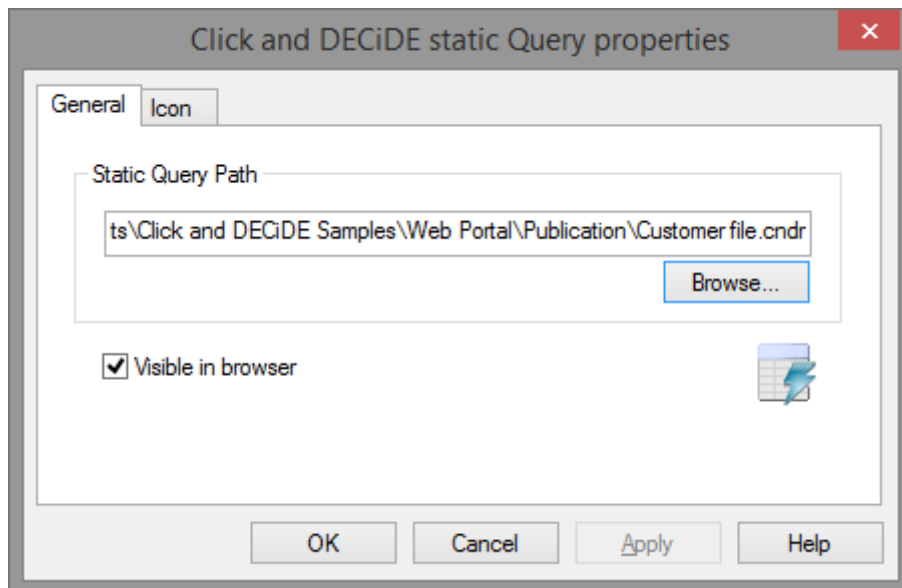 Click and DECiDE static Query properties
General
Icon
Static Query Path
ts\Click and DECiDE Samples\Web Portal\Publication\Customer file.cndr
Browse...
Visible in browser
OK
Cancel
Apply
Help